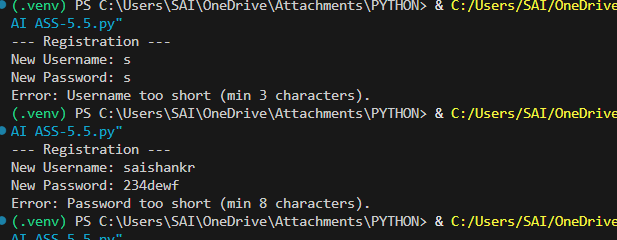 (.venv) PS C:\Users\SAI\OneDrive\Attachments\PYTHON> & C:/Users/SAI/OneDrive
AI ASS-5.5.py"
--- Registration ---
New Username: s
New Password: s
Error: Username too short (min 3 characters).
(.venv) PS C:\Users\SAI\OneDrive\Attachments\PYTHON> & C:/Users/SAI/OneDrive
AI ASS-5.5.py"
--- Registration ---
New Username: saishankr
New Password: 234dewf
Error: Password too short (min 8 characters).
(.venv) PS C:\Users\SAI\OneDrive\Attachments\PYTHON> & C:/Users/SAI/OneDrive
AI ASS-5.5.py"